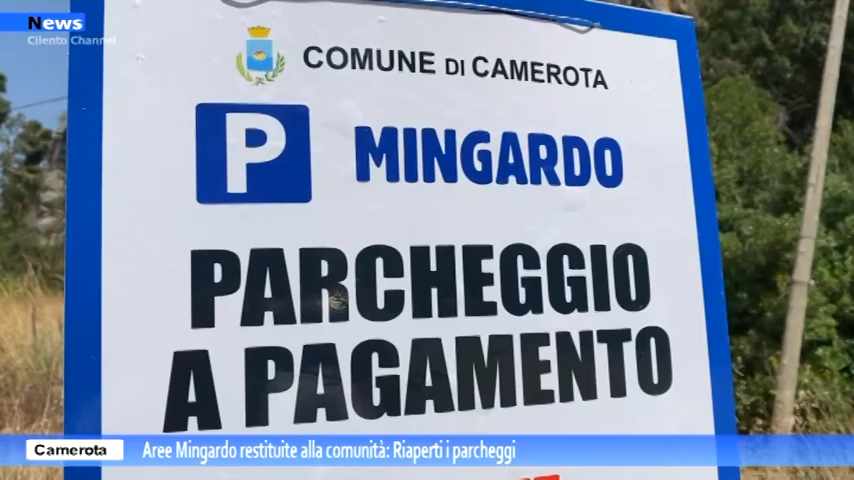 News
Cilento Channel
COMUNE DI CAMEROTA
P MINGARDO
PARCHEGGIO
A PAGAMENTO
Camerota Aree Mingardo restituite alla comunità: Riaperti i parcheggi